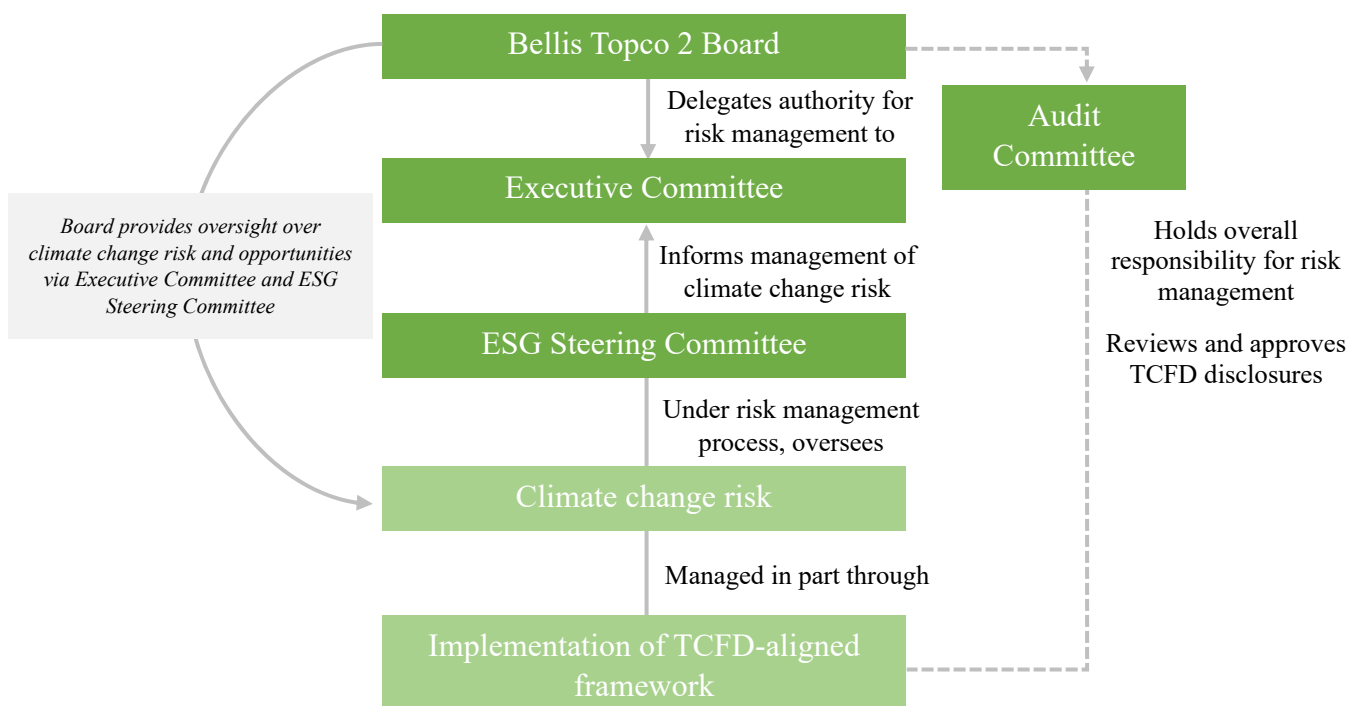 Bellis Topco 2 Board
Delegates authority for
risk management to
Audit
Committee
Executive Committee
Board provides oversight over
climate change risk and opportunities
via Executive Committee and ESG
Steering Committee
Informs management of
climate change risk
Holds overall
responsibility for risk
management
ESG Steering Committee
Reviews and approves
TCFD disclosures
Under risk management
process, oversees
Climate change risk
Managed in part through
Implementation of TCFD-aligned
framework